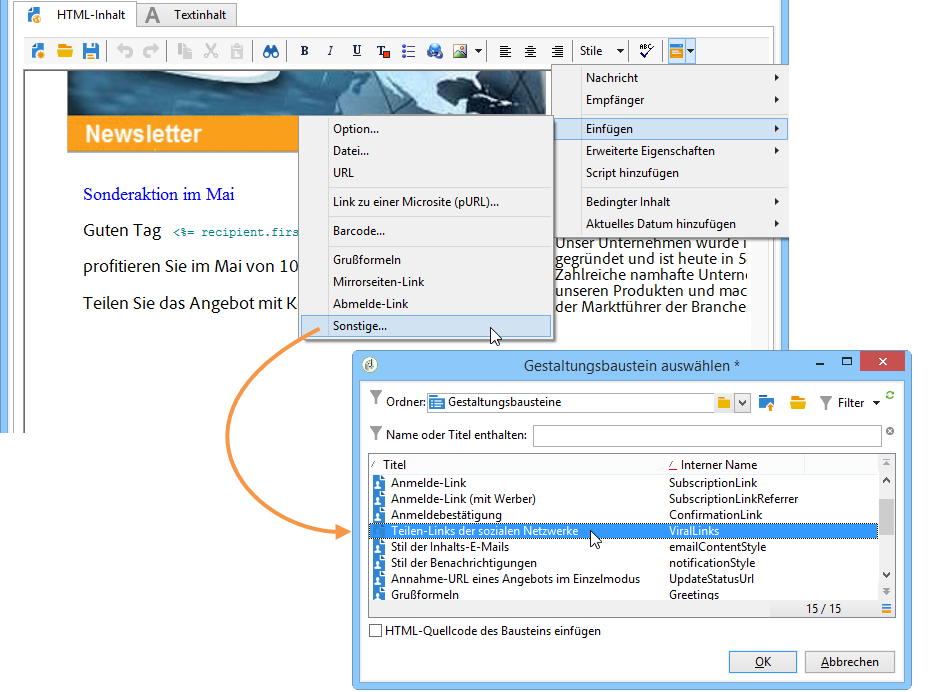 HTML-Inhalt
Textinhalt
B I U T Stile ABC
Nachricht
Empfänger
Einfügen
Erweiterte Eigenschaften
Script hinzufügen
Bedingter Inhalt
Aktuelles Datum hinzufügen
Option...
Datei...
URL
Link zu einer Microsite (pURL)...
Barcode...
Grußformeln
Mirrorseiten-Link
Abmelde-Link
Sonstige...
Newsletter
Sonderaktion im Mai
Guten Tag <%= recipient.firs
profitieren Sie im Mai von 10
Teilen Sie das Angebot mit K
Unser Unternehmen wurde
gegründet und ist heute in 5
Zahlreiche namhafte Untern
unseren Produkten und mac
der Marktführer der Branche
Gestaltungsbaustein auswählen *
Ordner: Gestaltungsbausteine Filter
Name oder Titel enthalten:
Titel Interner Name
Anmelde-Link SubscriptionLink
Anmelde-Link (mit Werber) SubscriptionLinkReferrer
Anmeldebestätigung ConfirmationLink
Teilen-Links der sozialen Netzwerke ViralLinks
Stil der Inhalts-E-Mails emailContentStyle
Stil der Benachrichtigungen notificationStyle
Annahme-URL eines Angebots im Einzelmodus UpdateStatusUrl
Grußformeln Greetings
15 / 15
HTML-Quellcode des Bausteins einfügen
OK Abbrechen